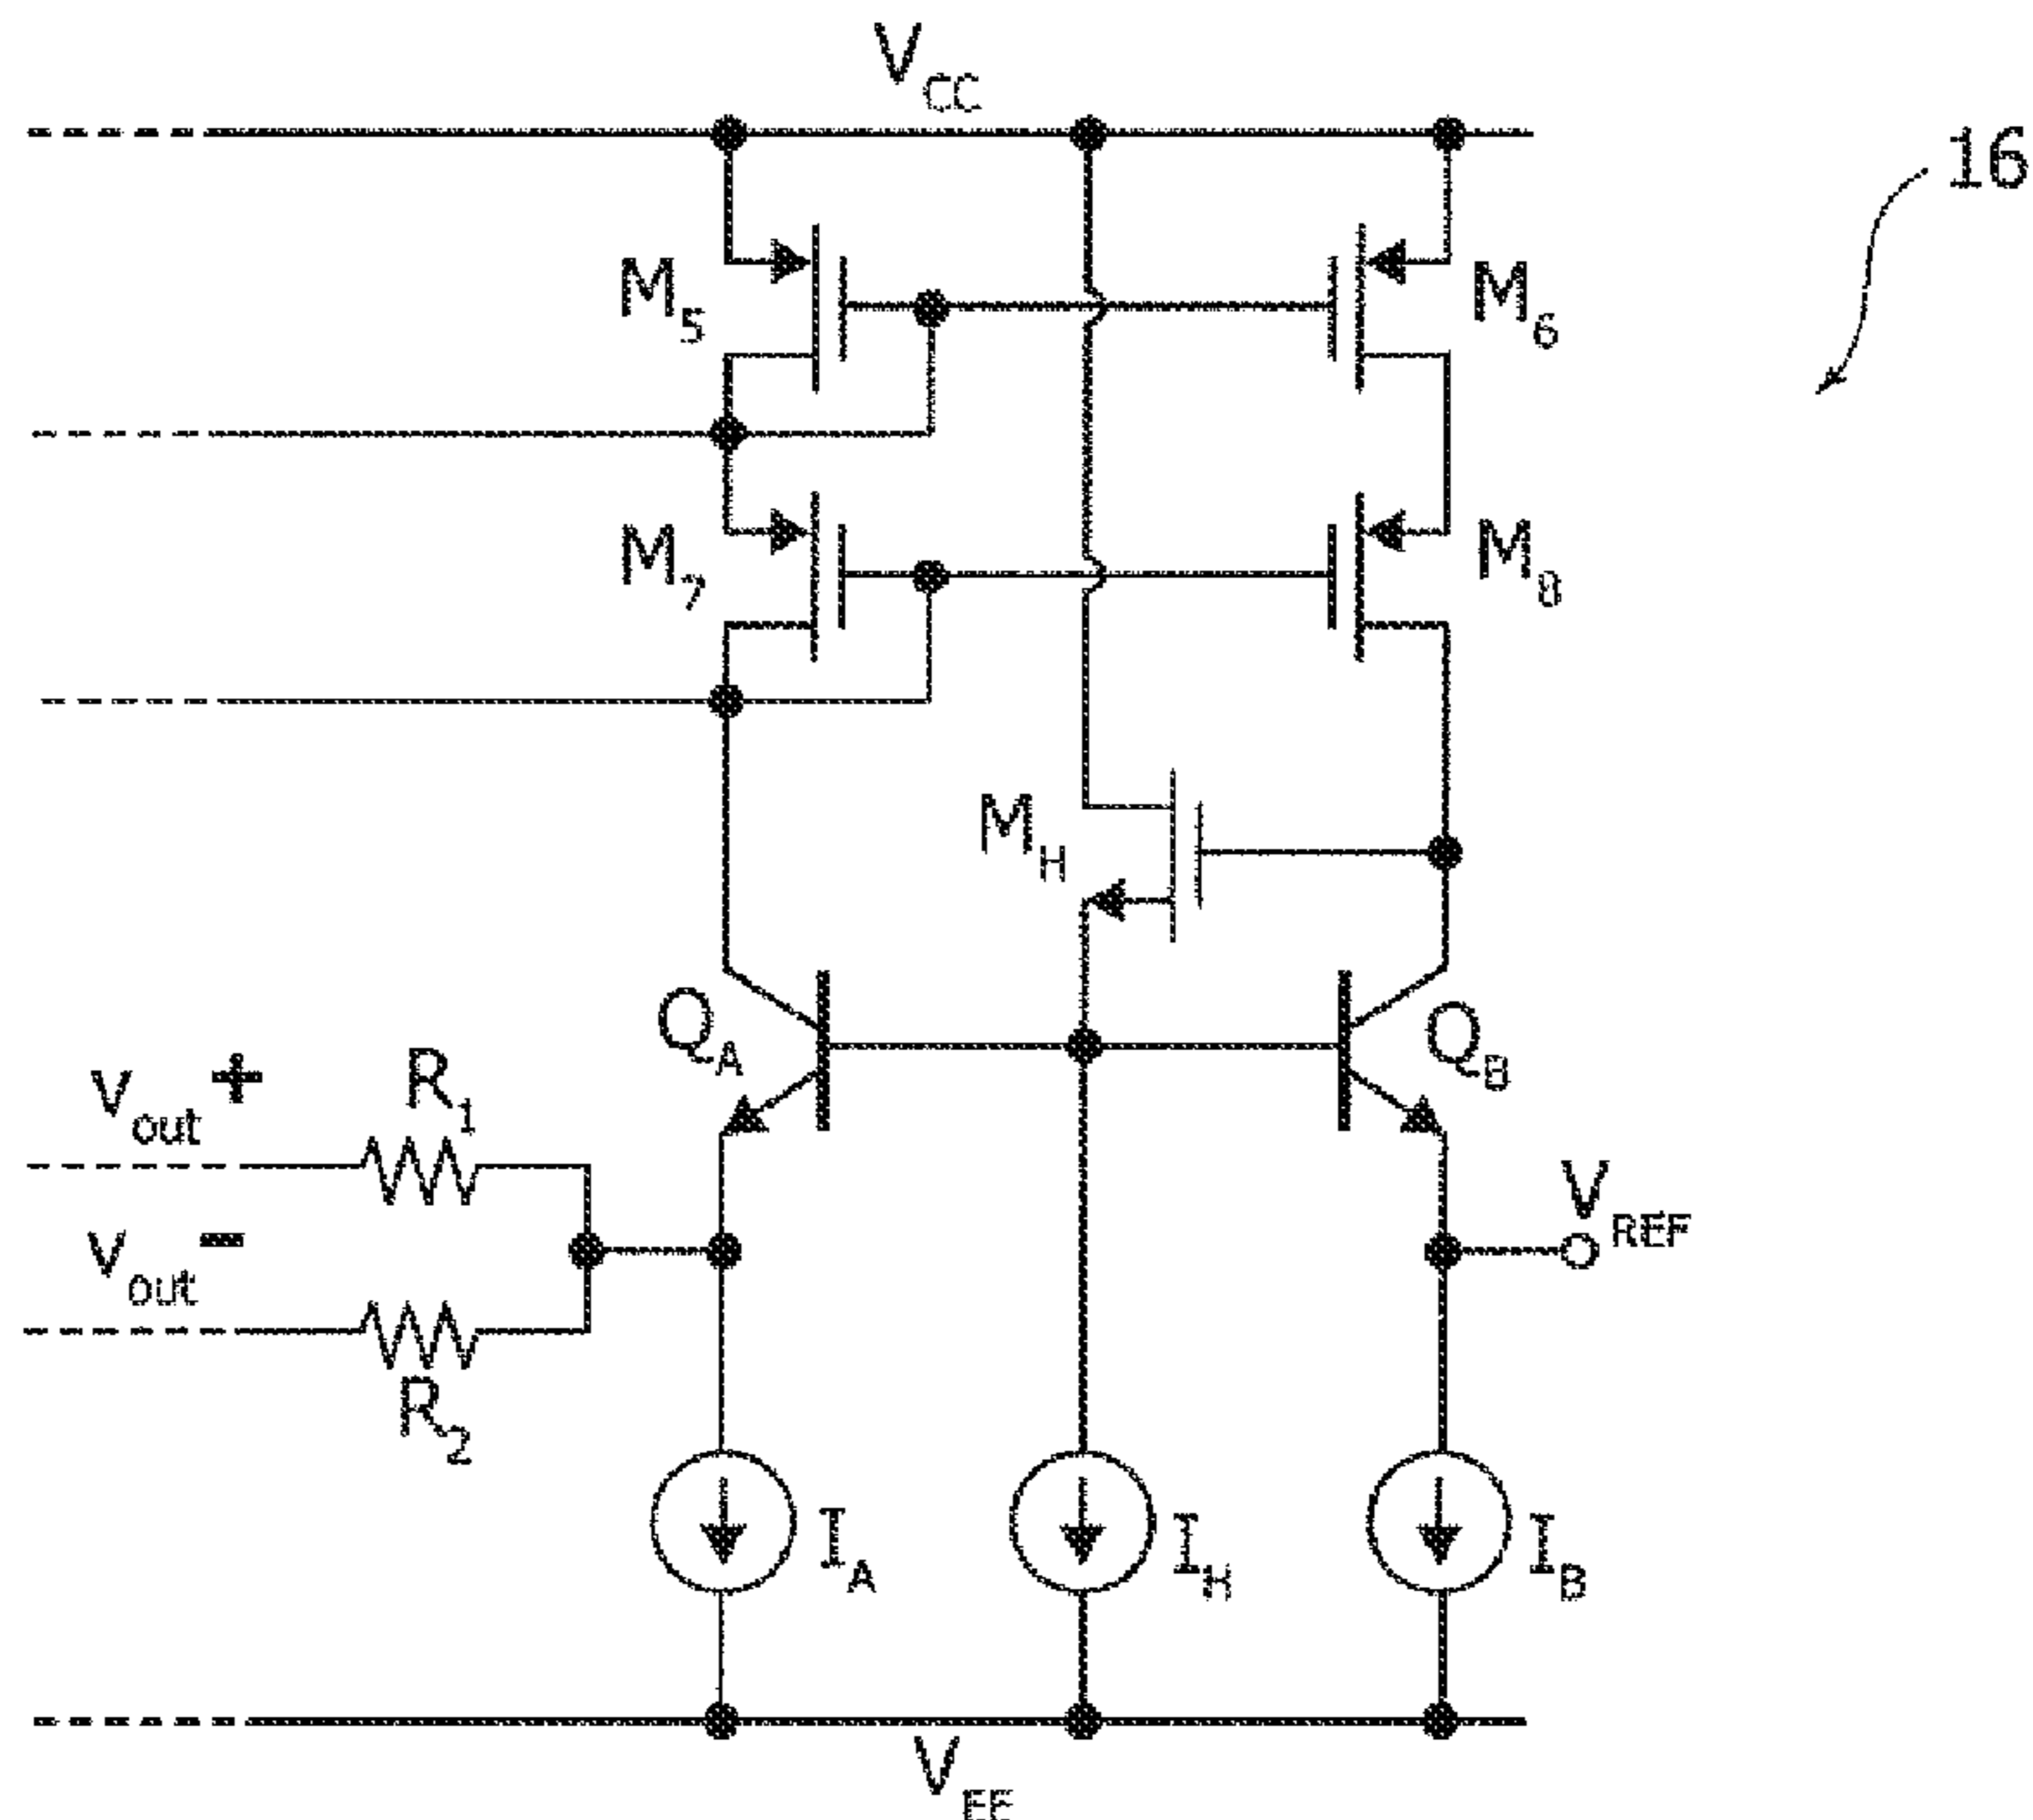 VCC
16
M5
M6
M7
M8
MH
QA
QB
vout+
R1
VREF
vout-
R2
IA
IH
IB
VEE